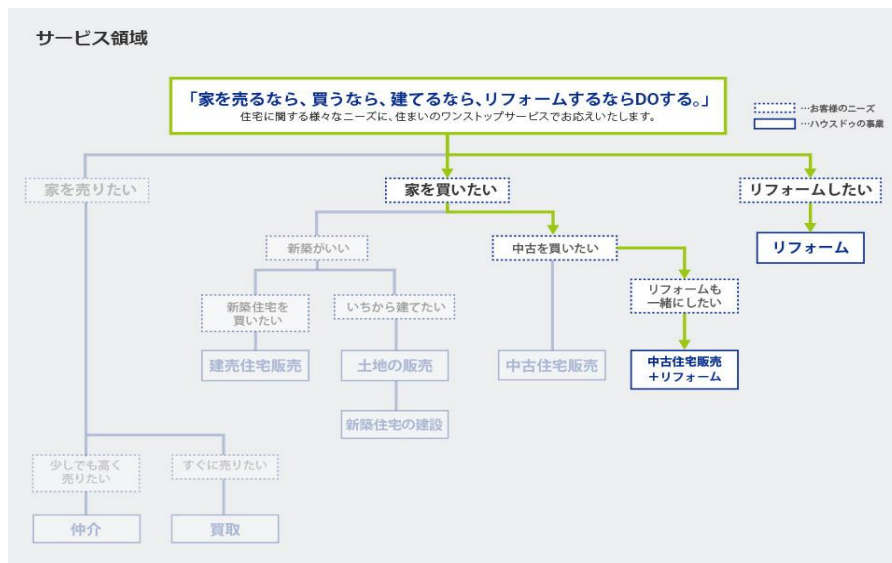 サービス領域
「家を売るなら、買うなら、建てるなら、リフォームするならDOする。」
住宅に関する様々なニーズに、住まいのワンストップサービスでお応えいたします。
…お客様のニーズ
…ハウスドゥの事業
家を売りたい
家を買いたい
リフォームしたい
新築がいい
中古を買いたい
リフォーム
新築住宅を
買いたい
いちから建てたい
リフォームも
一緒にしたい
建売住宅販売
土地の販売
中古住宅販売
中古住宅販売
＋リフォーム
新築住宅の建設
少しでも高く
売りたい
すぐに売りたい
仲介
買取